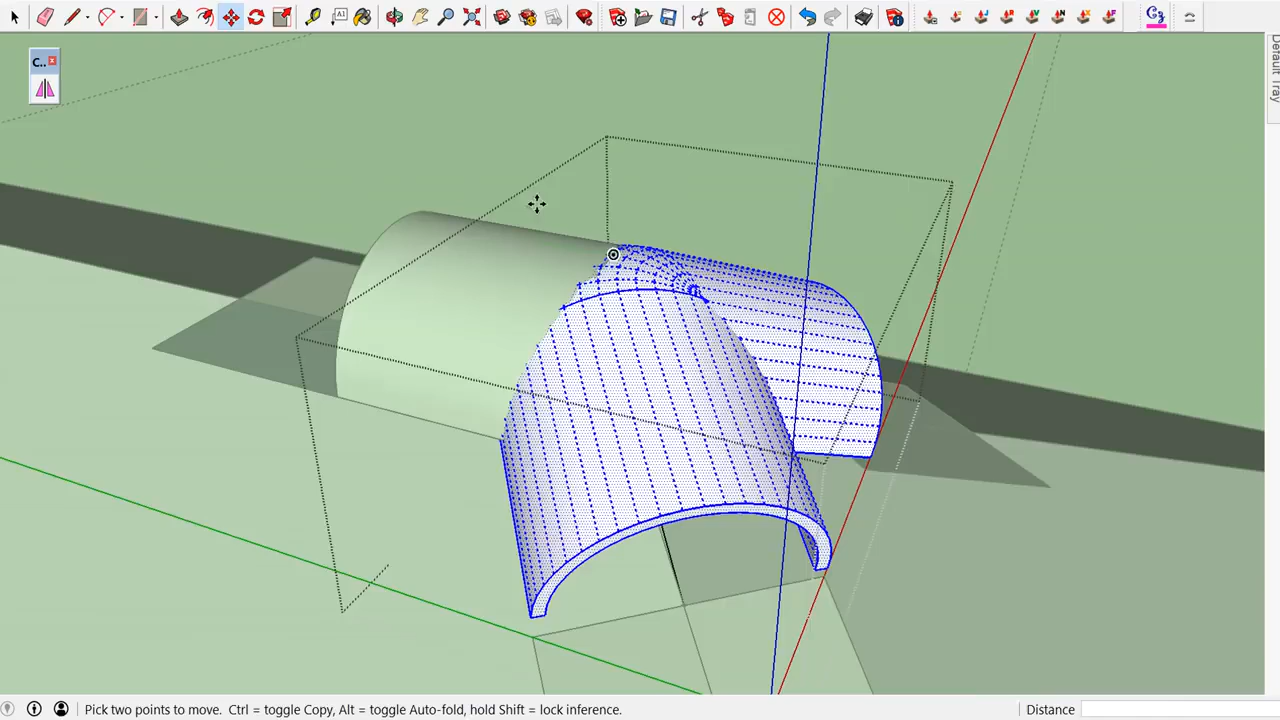 C..
Default Tray
Pick two points to move.  Ctrl = toggle Copy, Alt = toggle Auto-fold, hold Shift = lock inference.
Distance